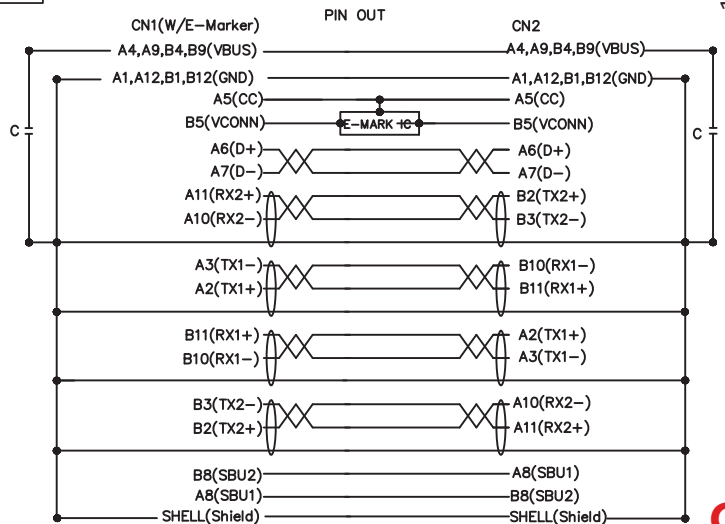 PIN OUT
CN1(W/E-Marker) CN2
A4,A9,B4,B9(VBUS) A4,A9,B4,B9(VBUS)
A1,A12,B1,B12(GND) A1,A12,B1,B12(GND)
A5(CC) A5(CC)
C B5(VCONN) E-MARK IC B5(VCONN) C
A6(D+) A6(D+)
A7(D-) A7(D-)
A11(RX2+) B2(TX2+)
A10(RX2-) B3(TX2-)
A3(TX1-) B10(RX1-)
A2(TX1+) B11(RX1+)
B11(RX1+) A2(TX1+)
B10(RX1-) A3(TX1-)
B3(TX2-) A10(RX2-)
B2(TX2+) A11(RX2+)
B8(SBU2) A8(SBU1)
A8(SBU1) B8(SBU2)
SHELL(Shield) SHELL(Shield)